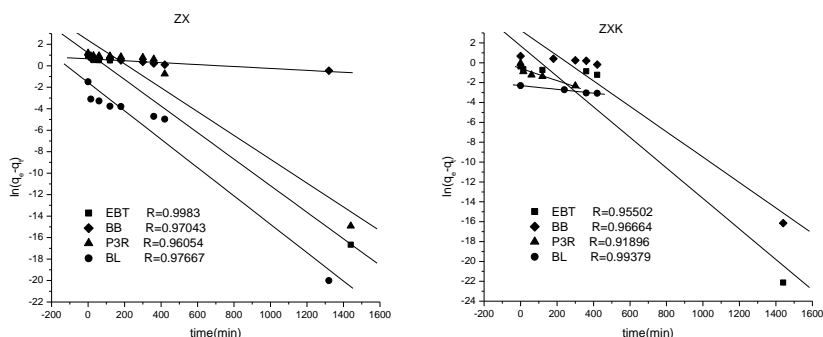 ZX
ln(qe-qt)
2
0
-2
-4
-6
-8
-10
-12
-14
-16
-18
-20
-22
EBT R=0.9983
BB R=0.97043
P3R R=0.96054
BL R=0.97667
-200 0 200 400 600 800 1000 1200 1400 1600
time(min)
ZXK
ln(qe-qt)
2
0
-2
-4
-6
-8
-10
-12
-14
-16
-18
-20
-22
-24
EBT R=0.95502
BB R=0.96664
P3R R=0.91896
BL R=0.99379
-200 0 200 400 600 800 1000 1200 1400 1600
time(min)